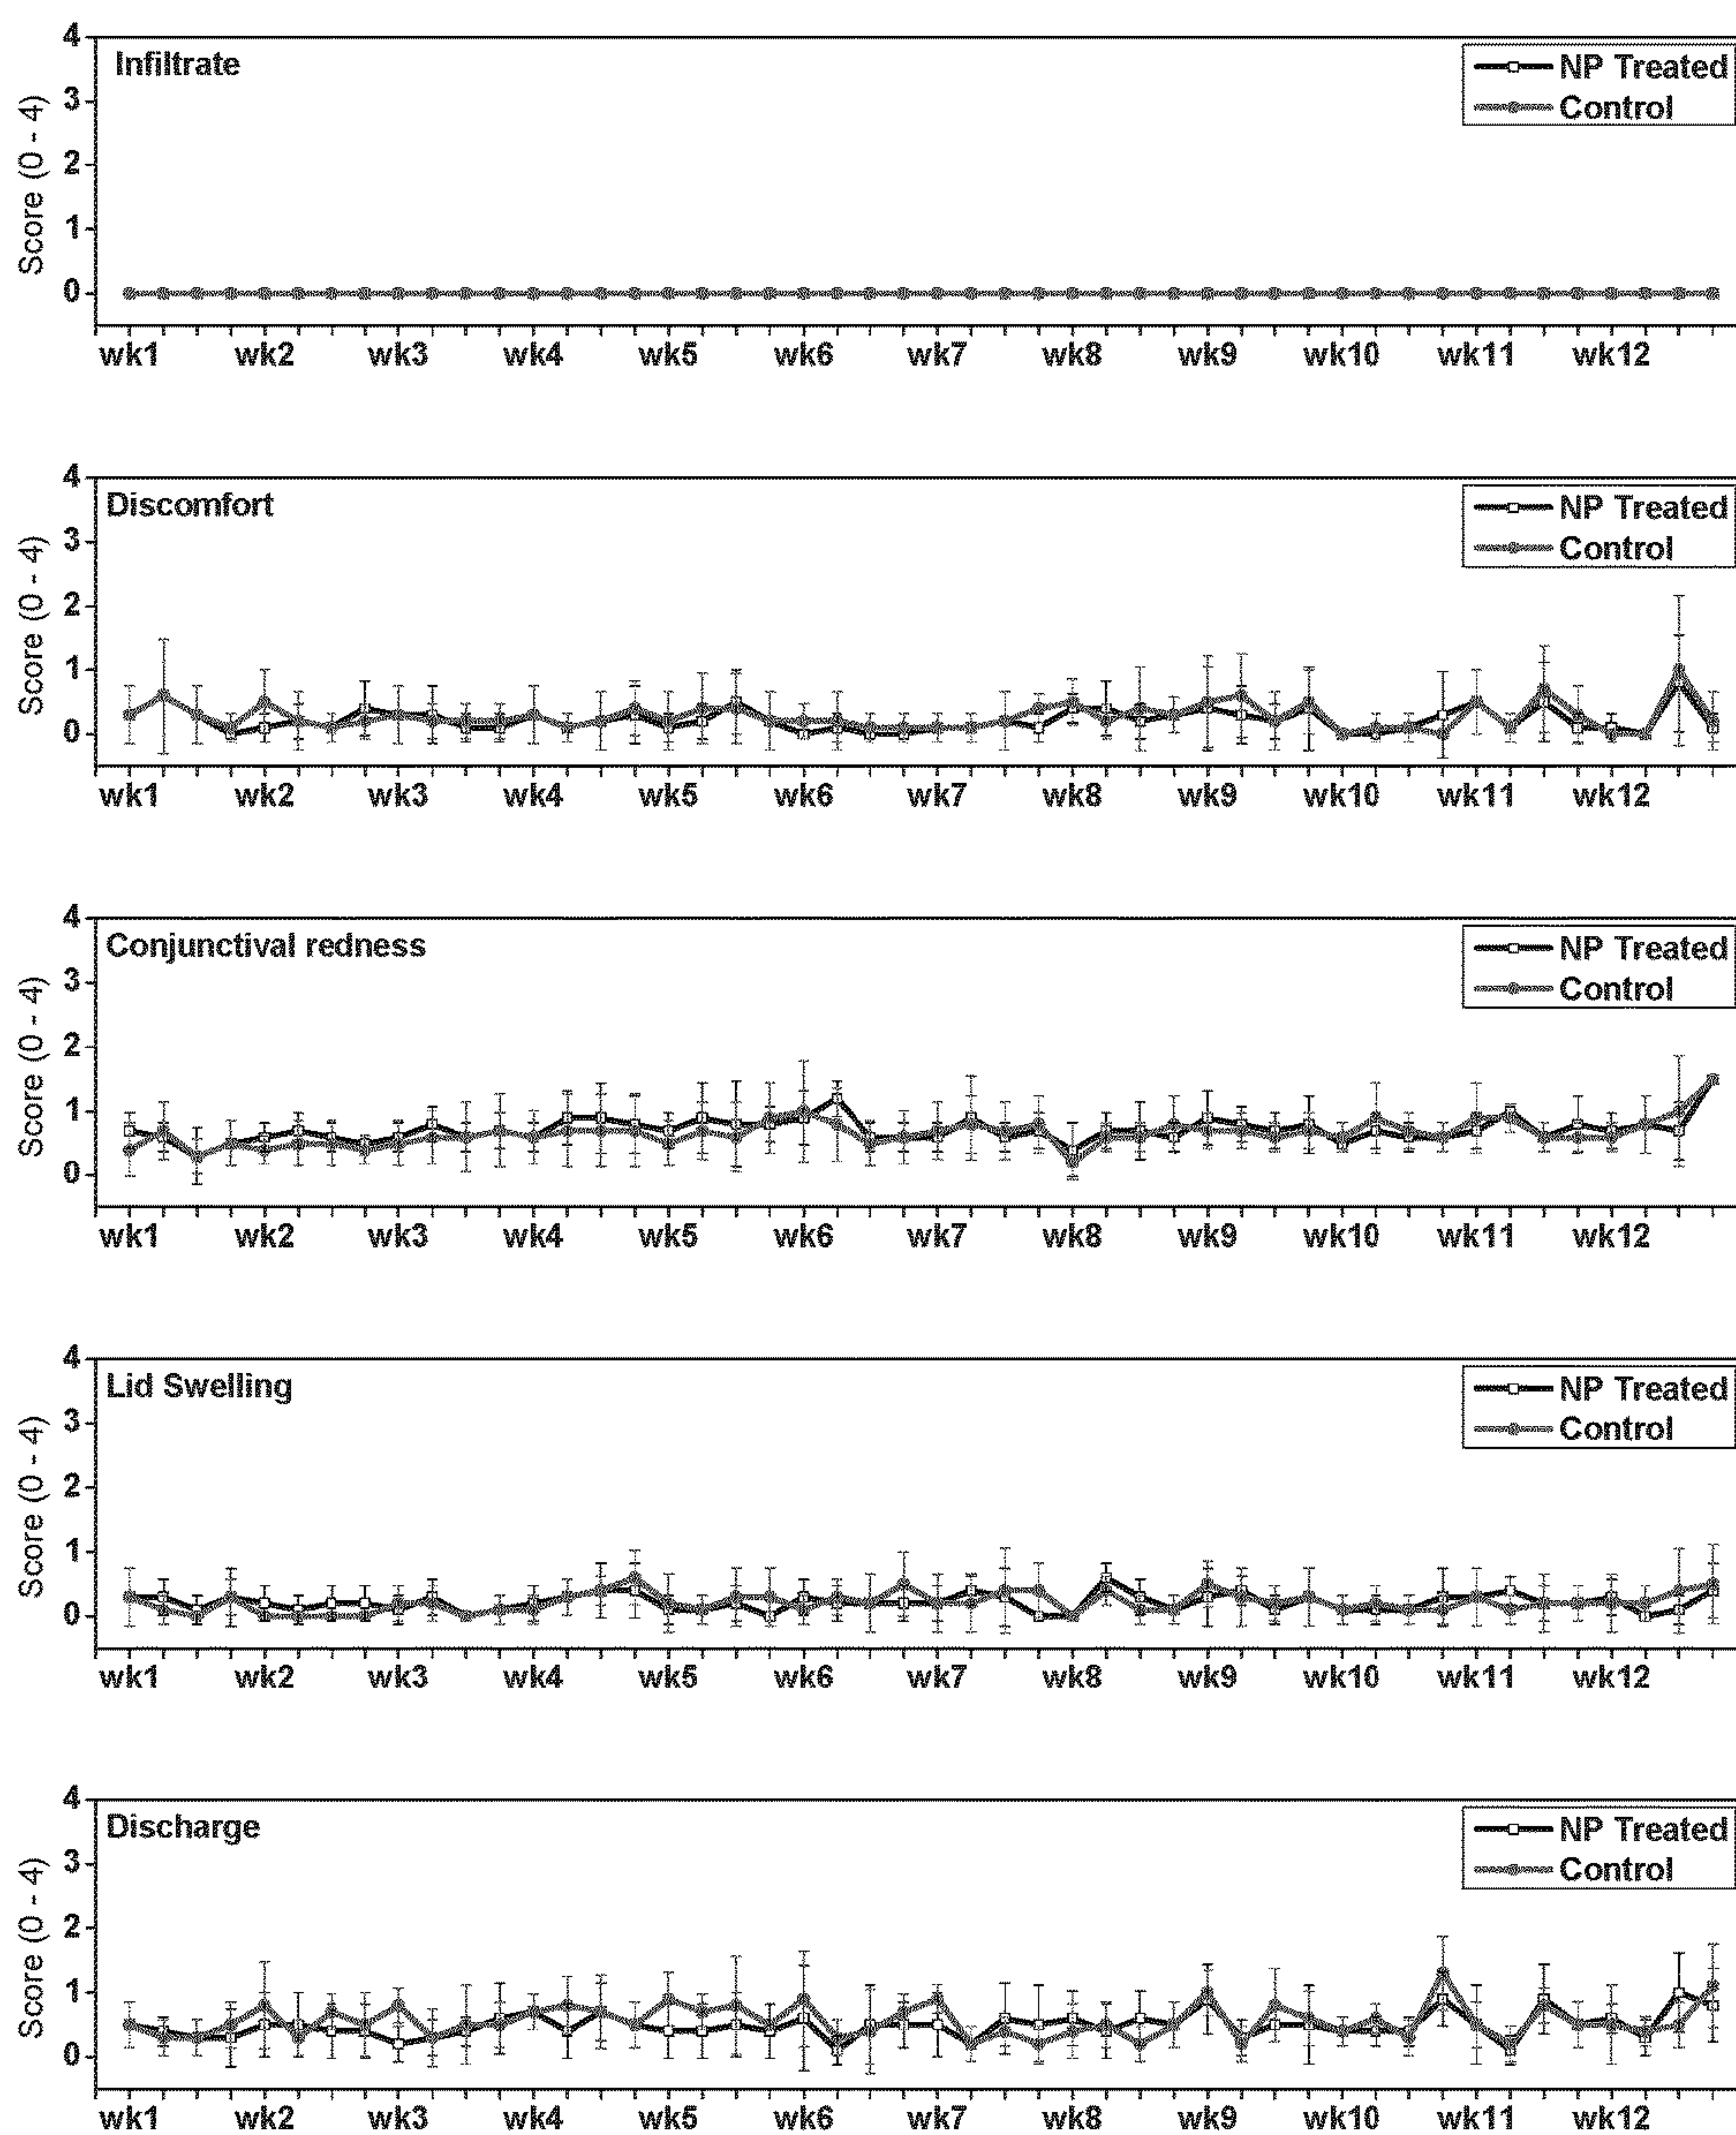 Infiltrate
NP Treated
Control
Score (0 - 4)
4
3
2
1
0
wk1 wk2 wk3 wk4 wk5 wk6 wk7 wk8 wk9 wk10 wk11 wk12
Discomfort
NP Treated
Control
Score (0 - 4)
4
3
2
1
0
wk1 wk2 wk3 wk4 wk5 wk6 wk7 wk8 wk9 wk10 wk11 wk12
Conjunctival redness
NP Treated
Control
Score (0 - 4)
4
3
2
1
0
wk1 wk2 wk3 wk4 wk5 wk6 wk7 wk8 wk9 wk10 wk11 wk12
Lid Swelling
NP Treated
Control
Score (0 - 4)
4
3
2
1
0
wk1 wk2 wk3 wk4 wk5 wk6 wk7 wk8 wk9 wk10 wk11 wk12
Discharge
NP Treated
Control
Score (0 - 4)
4
3
2
1
0
wk1 wk2 wk3 wk4 wk5 wk6 wk7 wk8 wk9 wk10 wk11 wk12